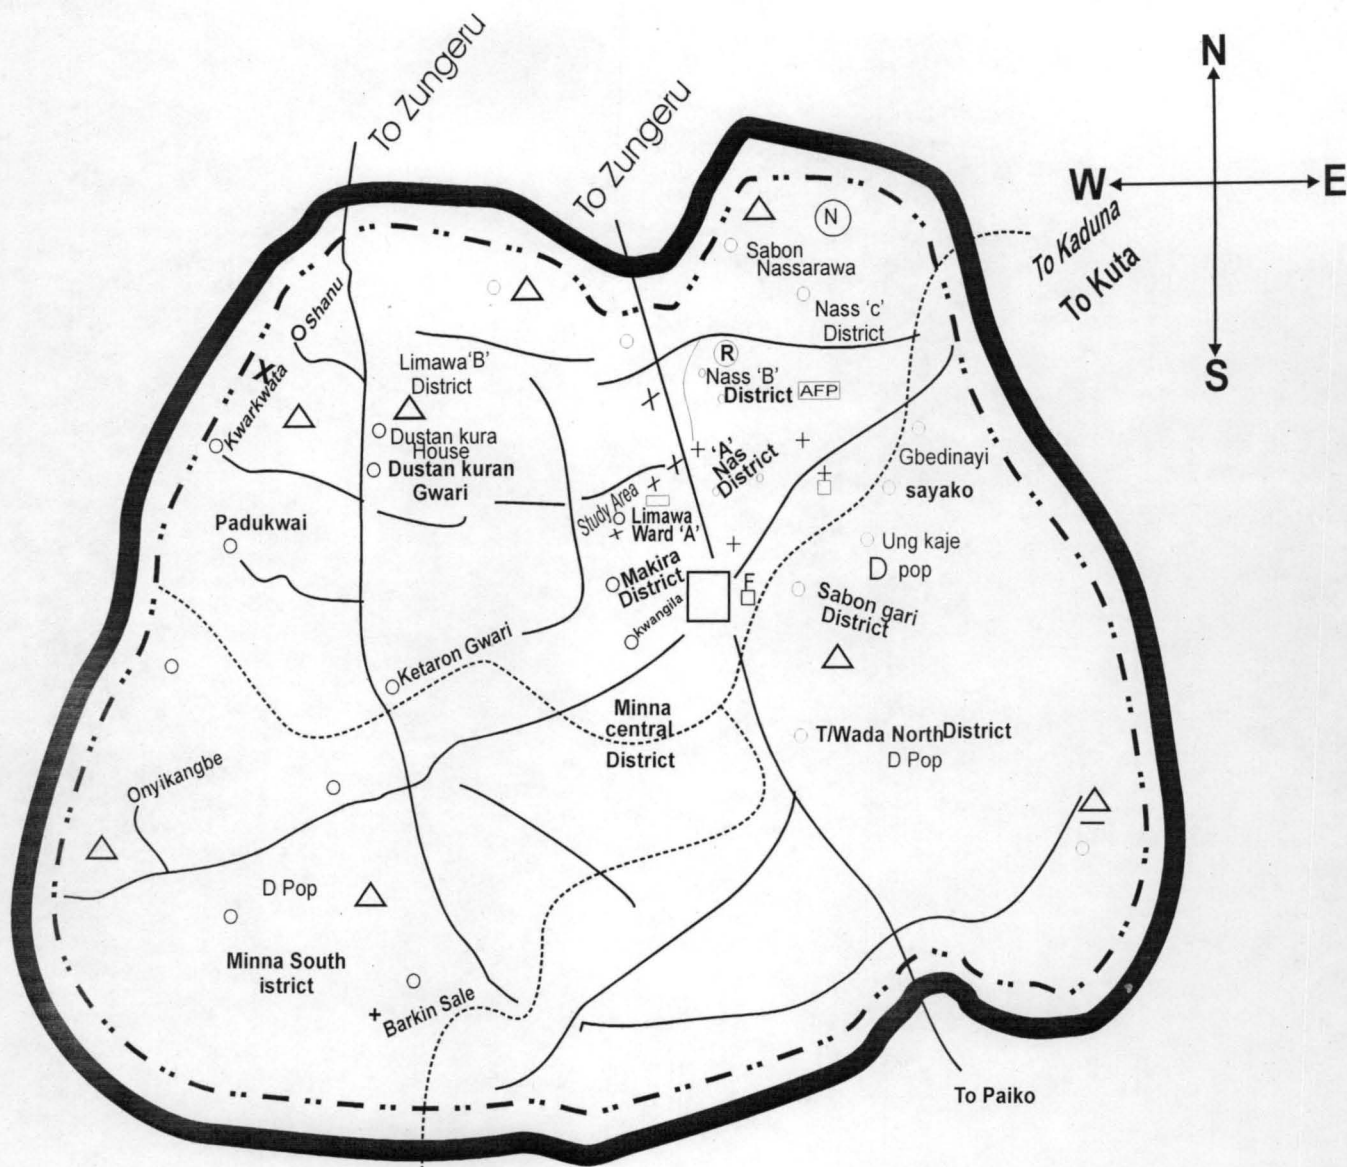 To Zungeru
To Zungeru
N
W
E
S
To Kaduna
To Kuta
N
Sabon
Nassarawa
Nass 'c'
District
Oshanu
X
Kwarkwata
Limawa'B'
District
R
Nass 'B'
District
AFP
Dustan kura
House
Dustan kuran
Gwari
'A'
Nas
District
Gbedinayi
sayako
Study Area
Limawa
Ward 'A'
Padukwai
Ung kaje
D pop
Makira
District
F
kwangila
Sabon gari
District
Ketaron Gwari
Minna
central
District
T/Wada North District
D Pop
Onyikangbe
D Pop
Minna South
istrict
Barkin Sale
To Paiko